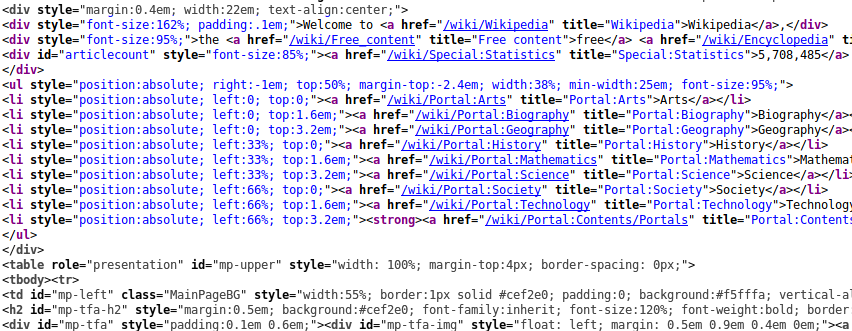 <div style="margin:0.4em; width:22em; text-align:center;">
<div style="font-size:162%; padding:.1em;">Welcome to <a href="/wiki/Wikipedia" title="Wikipedia">Wikipedia</a>,</div>
<div style="font-size:95%;">the <a href="/wiki/Free_content" title="Free content">free</a> <a href="/wiki/Encyclopedia" ti
<div id="articlecount" style="font-size:85%;"><a href="/wiki/Special:Statistics" title="Special:Statistics">5,708,485</a>
</div>
<ul style="position:absolute; right:-1em; top:50%; margin-top:-2.4em; width:38%; min-width:25em; font-size:95%;">
<li style="position:absolute; left:0; top:0;"><a href="/wiki/Portal:Arts" title="Portal:Arts">Arts</a></li>
<li style="position:absolute; left:0; top:1.6em;"><a href="/wiki/Portal:Biography" title="Portal:Biography">Biography</a><
<li style="position:absolute; left:0; top:3.2em;"><a href="/wiki/Portal:Geography" title="Portal:Geography">Geography</a><
<li style="position:absolute; left:33%; top:0;"><a href="/wiki/Portal:History" title="Portal:History">History</a></li>
<li style="position:absolute; left:33%; top:1.6em;"><a href="/wiki/Portal:Mathematics" title="Portal:Mathematics">Mathemat
<li style="position:absolute; left:33%; top:3.2em;"><a href="/wiki/Portal:Science" title="Portal:Science">Science</a></li>
<li style="position:absolute; left:66%; top:0;"><a href="/wiki/Portal:Society" title="Portal:Society">Society</a></li>
<li style="position:absolute; left:66%; top:1.6em;"><a href="/wiki/Portal:Technology" title="Portal:Technology">Technology
<li style="position:absolute; left:66%; top:3.2em;"><strong><a href="/wiki/Portal:Contents/Portals" title="Portal:Contents
</ul>
</div>
<table role="presentation" id="mp-upper" style="width: 100%; margin-top:4px; border-spacing: 0px;">
<tbody><tr>
<td id="mp-left" class="MainPageBG" style="width:55%; border:1px solid #cef2e0; padding:0; background:#f5fffa; vertical-al
<h2 id="mp-tfa-h2" style="margin:0.5em; background:#cef2e0; font-family:inherit; font-size:120%; font-weight:bold; border:
<div id="mp-tfa" style="padding:0.1em 0.6em;"><div id="mp-tfa-img" style="float: left; margin: 0.5em 0.9em 0.4em 0em;"><a